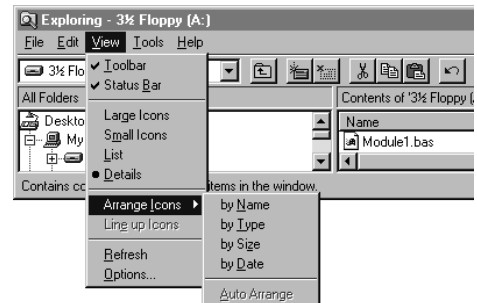 Exploring - 3½ Floppy (A:)
File Edit View Tools Help
3½ Flo
Toolbar
Status Bar
Large Icons
Small Icons
List
Details
Arrange Icons
Line up Icons
Refresh
Options...
by Name
by Type
by Size
by Date
Auto Arrange
All Folders
Deskto
My
Contents of '3½ Floppy (
Name
Module1.bas
Contains co
items in the window.